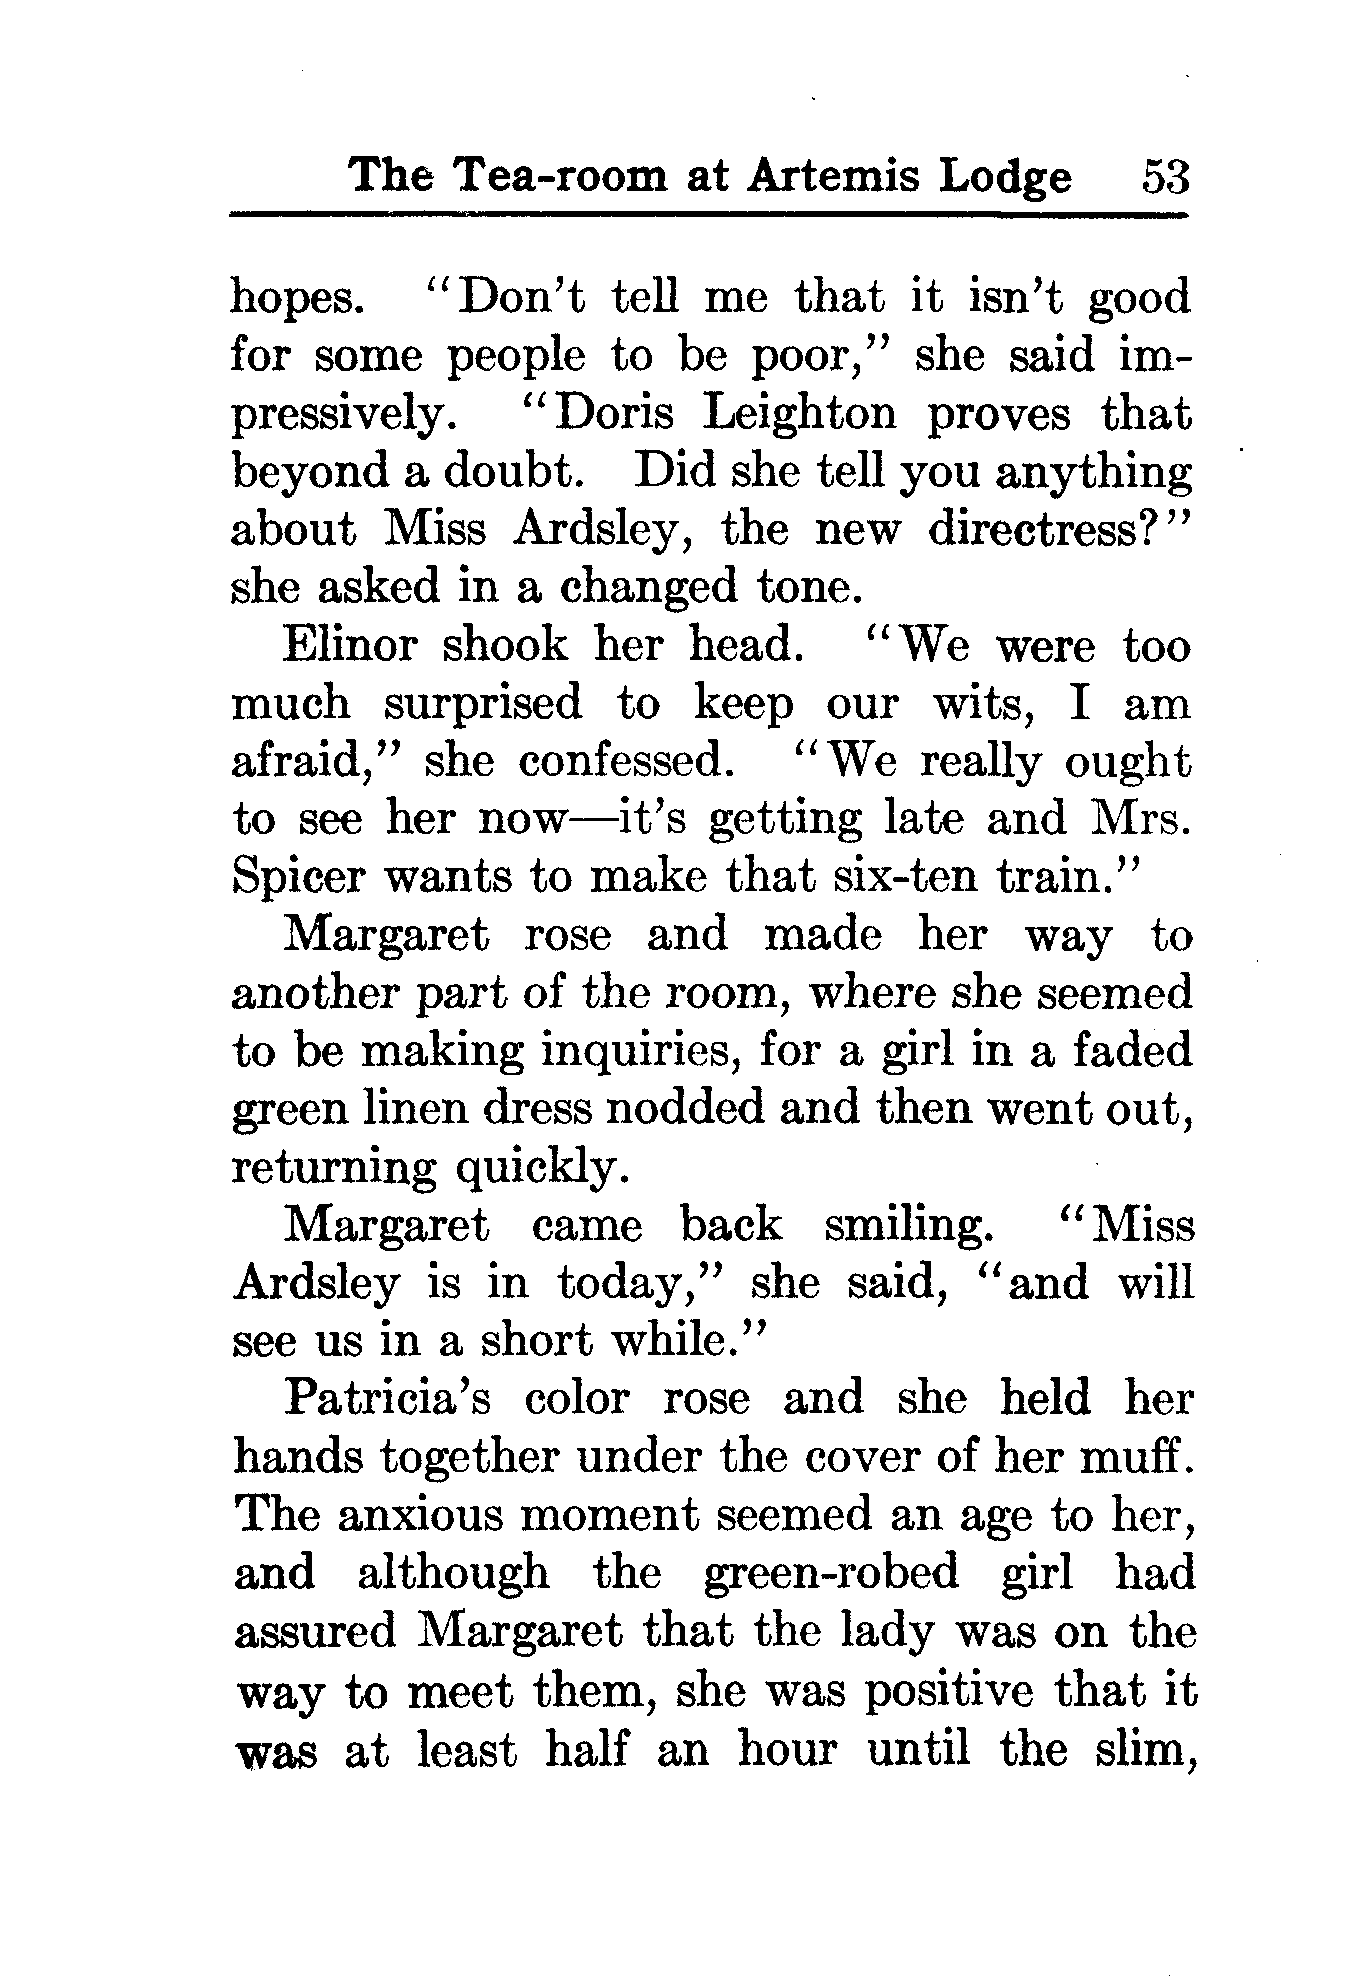 The Tea-room at Artemis Lodge 53
hopes. "Don't tell me that it isn't good
for some people to be poor," she said im-
pressively. "Doris Leighton proves that
beyond a doubt. Did she tell you anything
about Miss Ardsley, the new directress?"
she asked in a changed tone.
Elinor shook her head. "We were too
much surprised to keep our wits, I am
afraid," she confessed. "We really ought
to see her now—it's getting late and Mrs.
Spicer wants to make that six-ten train."
Margaret rose and made her way to
another part of the room, where she seemed
to be making inquiries, for a girl in a faded
green linen dress nodded and then went out,
returning quickly.
Margaret came back smiling. "Miss
Ardsley is in today," she said, "and will
see us in a short while."
Patricia's color rose and she held her
hands together under the cover of her muff.
The anxious moment seemed an age to her,
and although the green-robed girl had
assured Margaret that the lady was on the
way to meet them, she was positive that it
was at least half an hour until the slim,